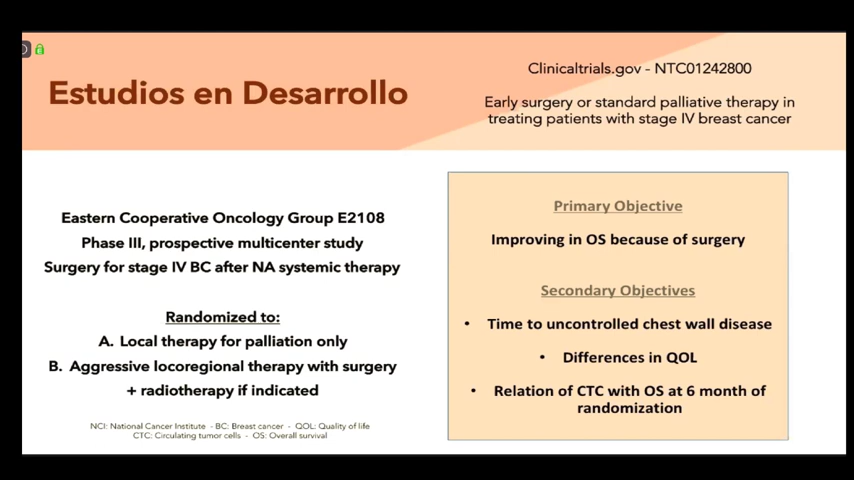 Estudios en Desarrollo
Clinicaltrials.gov - NTC01242800
Early surgery or standard palliative therapy in
treating patients with stage IV breast cancer
Eastern Cooperative Oncology Group E2108
Phase III, prospective multicenter study
Surgery for stage IV BC after NA systemic therapy
Randomized to:
A. Local therapy for palliation only
B. Aggressive locoregional therapy with surgery
+ radiotherapy if indicated
NCI: National Cancer Institute - BC: Breast cancer - QOL: Quality of life
CTC: Circulating tumor cells - OS: Overall survival
Primary Objective
Improving in OS because of surgery
Secondary Objectives
• Time to uncontrolled chest wall disease
• Differences in QOL
• Relation of CTC with OS at 6 month of
randomization